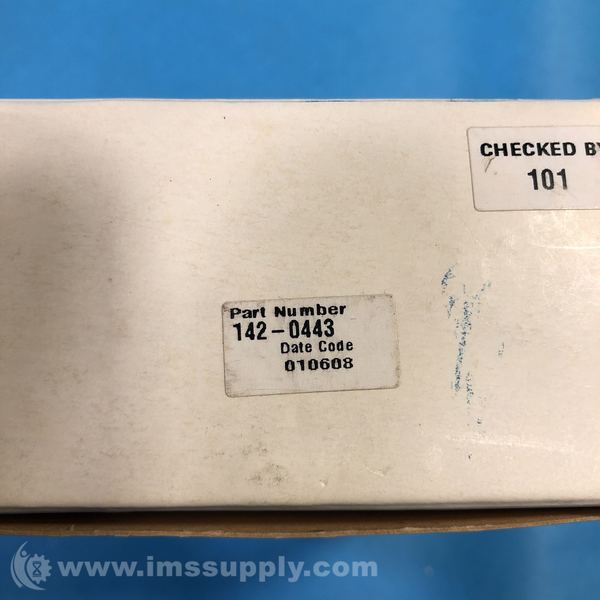 CHECKED BY
101
Part Number
142-0443
Date Code
010608
www.imssupply.com